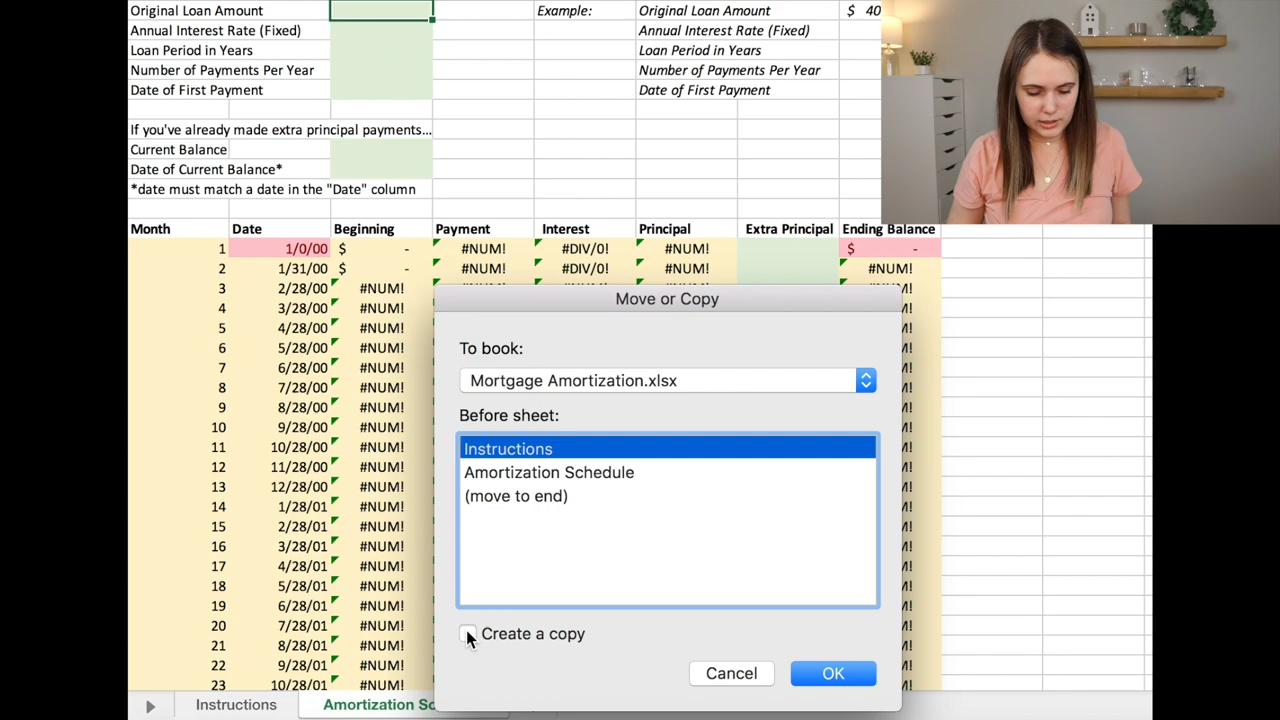 Original Loan Amount Example: Original Loan Amount $ 40
Annual Interest Rate (Fixed) Annual Interest Rate (Fixed)
Loan Period in Years Loan Period in Years
Number of Payments Per Year Number of Payments Per Year
Date of First Payment Date of First Payment
If you've already made extra principal payments...
Current Balance
Date of Current Balance*
*date must match a date in the "Date" column
Month Date Beginning Payment Interest Principal Extra Principal Ending Balance
1 1/0/00 $ - #NUM! #DIV/0! #NUM! $ -
2 1/31/00 $ - #NUM! #DIV/0! #NUM! #NUM!
3 2/28/00 #NUM!
4 3/28/00 #NUM!
5 4/28/00 #NUM!
6 5/28/00 #NUM!
7 6/28/00 #NUM!
8 7/28/00 #NUM!
9 8/28/00 #NUM!
10 9/28/00 #NUM!
11 10/28/00 #NUM!
12 11/28/00 #NUM!
13 12/28/00 #NUM!
14 1/28/01 #NUM!
15 2/28/01 #NUM!
16 3/28/01 #NUM!
17 4/28/01 #NUM!
18 5/28/01 #NUM!
19 6/28/01 #NUM!
20 7/28/01 #NUM!
21 8/28/01 #NUM!
22 9/28/01 #NUM!
23 10/28/01 #NUM!
Move or Copy
To book:
Mortgage Amortization.xlsx
Before sheet:
Instructions
Amortization Schedule
(move to end)
Create a copy
Cancel OK
Instructions Amortization Sc